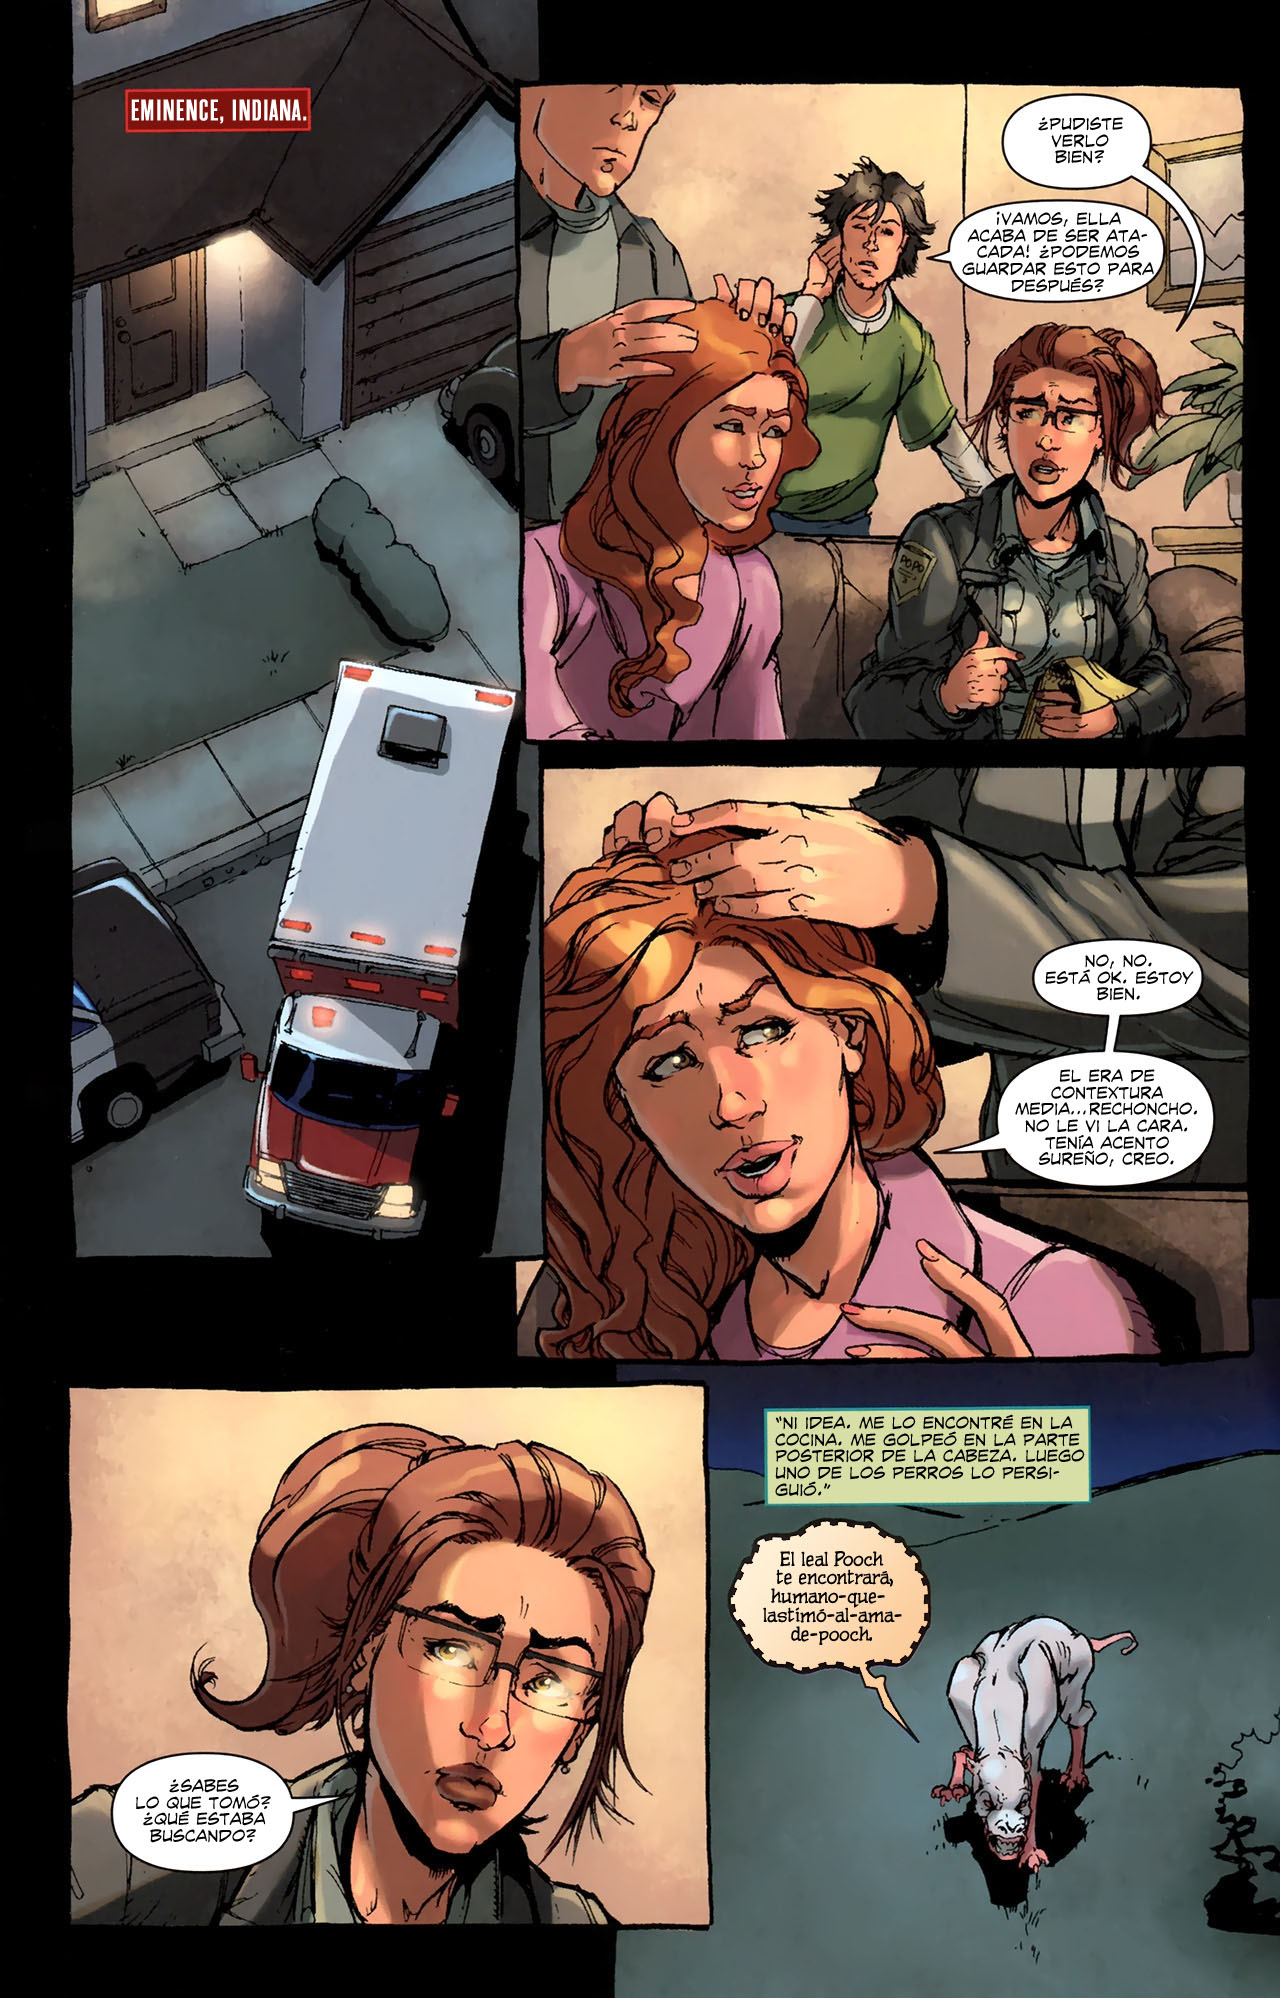 EMINENCE, INDIANA.
¿PUDISTE
VERLO
BIEN?
¡VAMOS, ELLA
ACABA DE SER ATA-
CADA! ¿PODEMOS
GUARDAR ESTO PARA
DESPUÉS?
POPO
NO, NO.
ESTÁ OK. ESTOY
BIEN.
EL ERA DE
CONTEXTURA
MEDIA...RECHONCHO.
NO LE VI LA CARA.
TENÍA ACENTO
SUREÑO, CREO.
¿SABES
LO QUE TOMÓ?
¿QUÉ ESTABA
BUSCANDO?
"NI IDEA. ME LO ENCONTRÉ EN LA
COCINA. ME GOLPEÓ EN LA PARTE
POSTERIOR DE LA CABEZA. LUEGO
UNO DE LOS PERROS LO PERSI-
GUIÓ."
El leal Pooch
te encontrará,
humano-que-
lastimó-al-ama-
de-pooch.